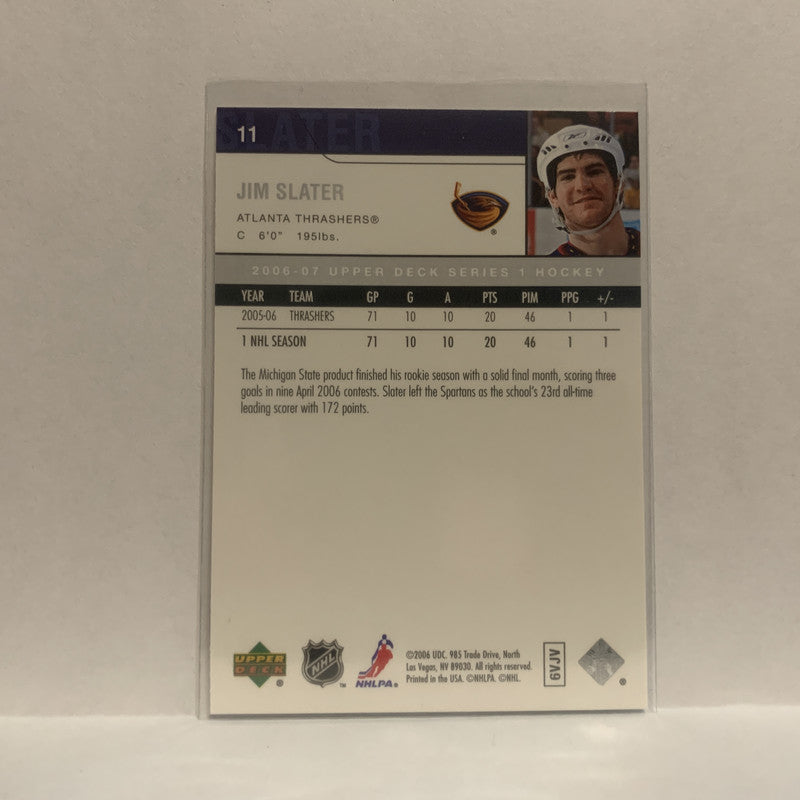 SLATER
11
JIM SLATER
ATLANTA THRASHERS®
C 6'0" 195lbs.
2006-07 UPPER DECK SERIES 1 HOCKEY
YEAR TEAM GP G A PTS PIM PPG +/-
2005-06 THRASHERS 71 10 10 20 46 1 1
1 NHL SEASON 71 10 10 20 46 1 1
The Michigan State product finished his rookie season with a solid final month, scoring three
goals in nine April 2006 contests. Slater left the Spartans as the school's 23rd all-time
leading scorer with 172 points.
UPPER
DECK ®
NHL ™
NHLPA®
©2006 UDC. 985 Trade Drive, North
Las Vegas, NV 89030. All rights reserved.
Printed in the USA. ©NHLPA. ©NHL.
6VJV
®